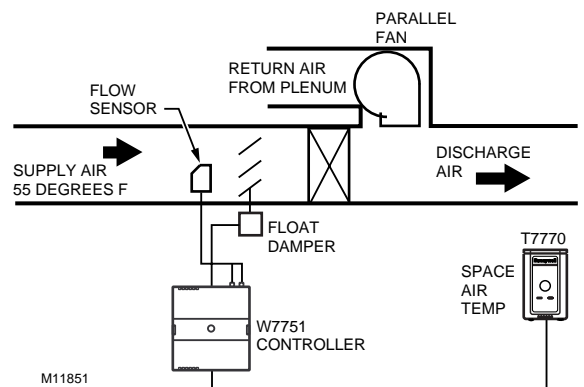 PARALLEL
FAN
RETURN AIR
FROM PLENUM
FLOW
SENSOR
SUPPLY AIR
55 DEGREES F
DISCHARGE
AIR
FLOAT
DAMPER
T7770
Honeywell
SPACE
AIR
TEMP
W7751
CONTROLLER
M11851